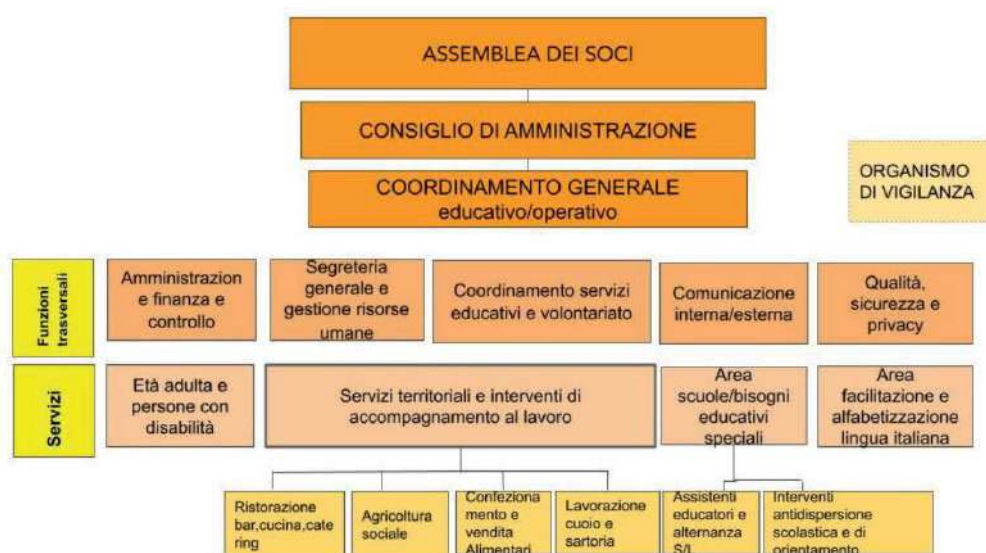 ASSEMBLEA DEI SOCI
CONSIGLIO DI AMMINISTRAZIONE
COORDINAMENTO GENERALE
educativo/operativo
ORGANISMO
DI VIGILANZA
Funzioni
trasversali
Amministrazion
e finanza e
controllo
Segreteria
generale e
gestione risorse
umane
Coordinamento servizi
educativi e volontariato
Comunicazione
interna/esterna
Qualità,
sicurezza e
privacy
Servizi
Età adulta e
persone con
disabilità
Servizi territoriali e interventi di
accompagnamento al lavoro
Area
scuole/bisogni
educativi
speciali
Area
facilitazione e
alfabetizzazione
lingua italiana
Ristorazione
bar,cucina,cate
ring
Agricoltura
sociale
Confeziona
mento e
vendita
Alimentari
Lavorazione
cuoio e
sartoria
Assistenti
educatori e
alternanza
S/L
Interventi
antidispersione
scolastica e di
orientamento